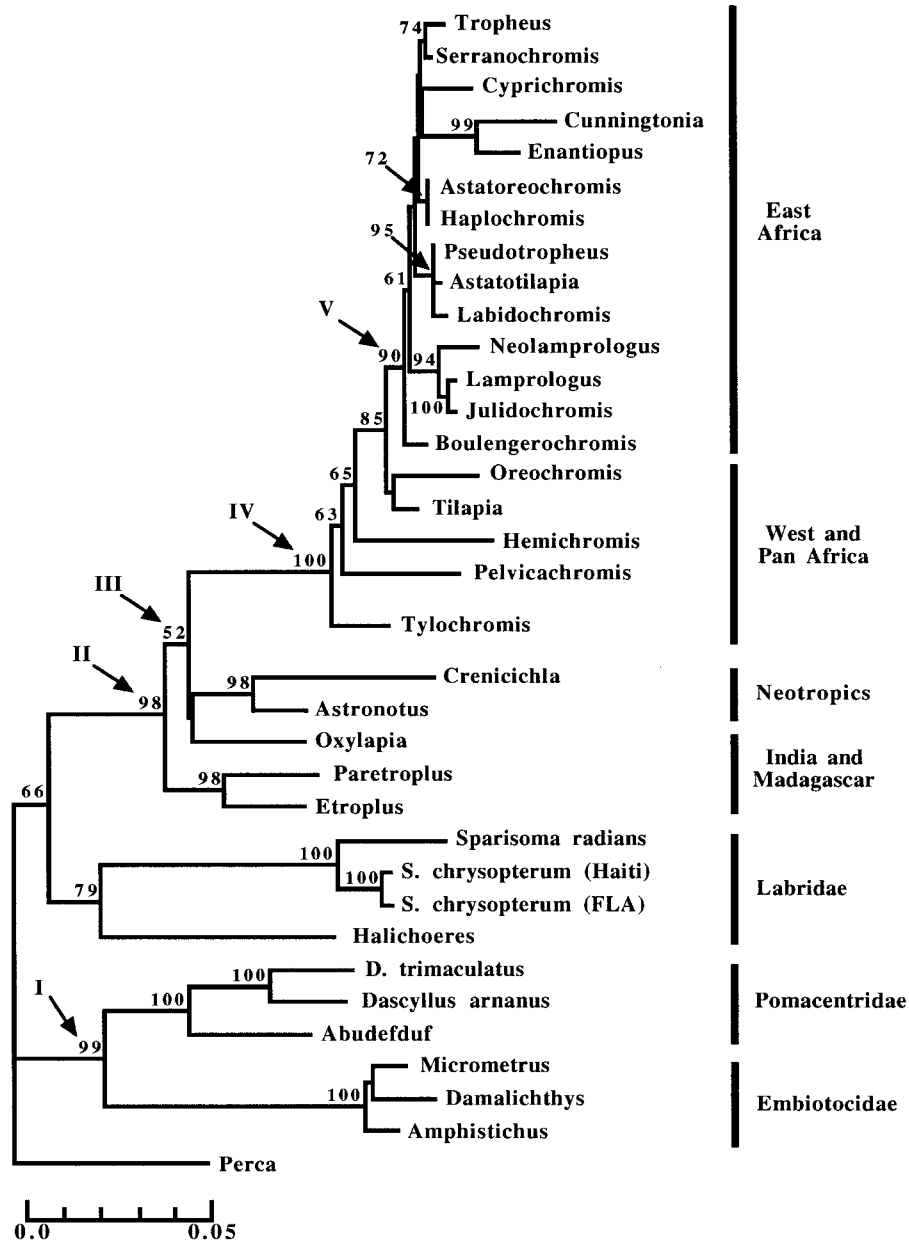 74
Tropheus
Serranochromis
Cyprichromis
99
Cunningtonia
Enantiopus
72
Astatoreochromis
Haplochromis
East
Africa
95
Pseudotropheus
Astatotilapia
Labidochromis
61
V
Neolamprologus
90
94
Lamprologus
100
Julidochromis
85
Boulengerochromis
Oreochromis
65
Tilapia
IV
63
Hemichromis
West and
Pan Africa
100
Pelvicachromis
III
Tylochromis
52
II
98
Crenicichla
98
Astronotus
Neotropics
Oxylapia
98
Paretroplus
Etroplus
India and
Madagascar
66
Sparisoma radians
100
S. chrysopterum (Haiti)
100
S. chrysopterum (FLA)
79
Labridae
Halichoeres
I
100
D. trimaculatus
100
Dascyllus arnanus
Pomacentridae
Abudefduf
99
Micrometrus
100
Damalichthys
Amphistichus
Embiotocidae
Perca
0.0 0.05